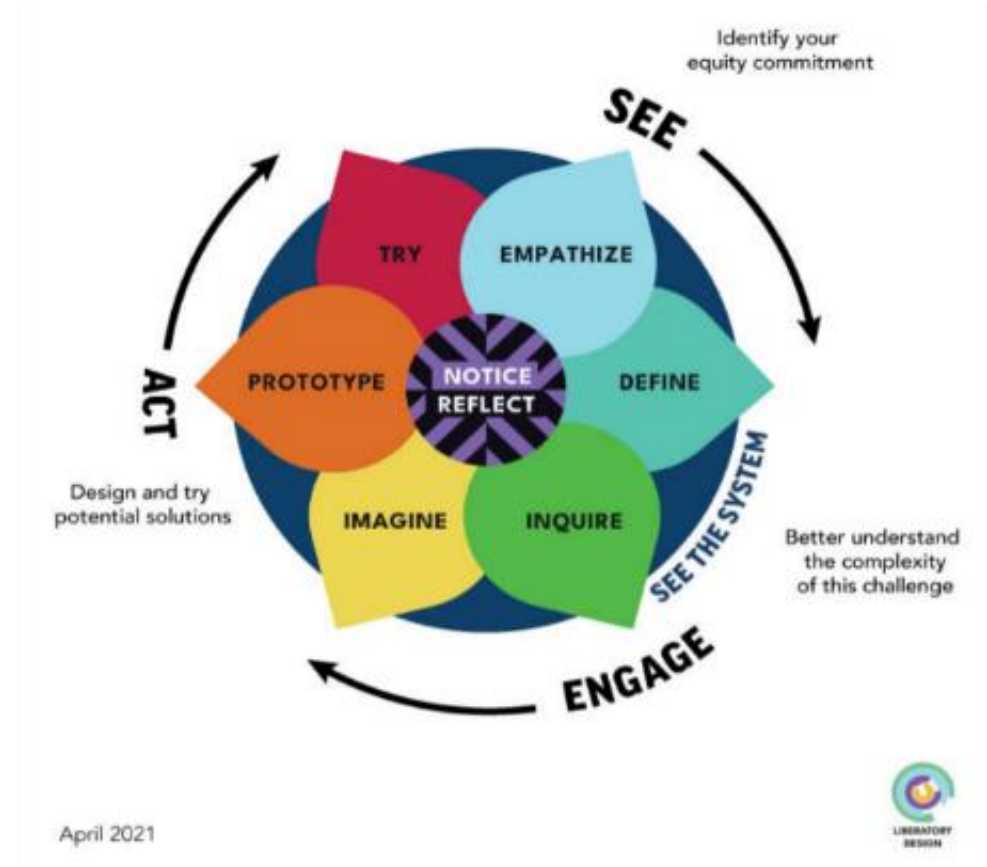 Identify your
equity commitment
SEE
TRY
EMPATHIZE
PROTOTYPE
NOTICE
REFLECT
DEFINE
ACT
Design and try
potential solutions
IMAGINE
INQUIRE
SEE THE SYSTEM
Better understand
the complexity
of this challenge
ENGAGE
April 2021
LIBERATORY
DESIGN